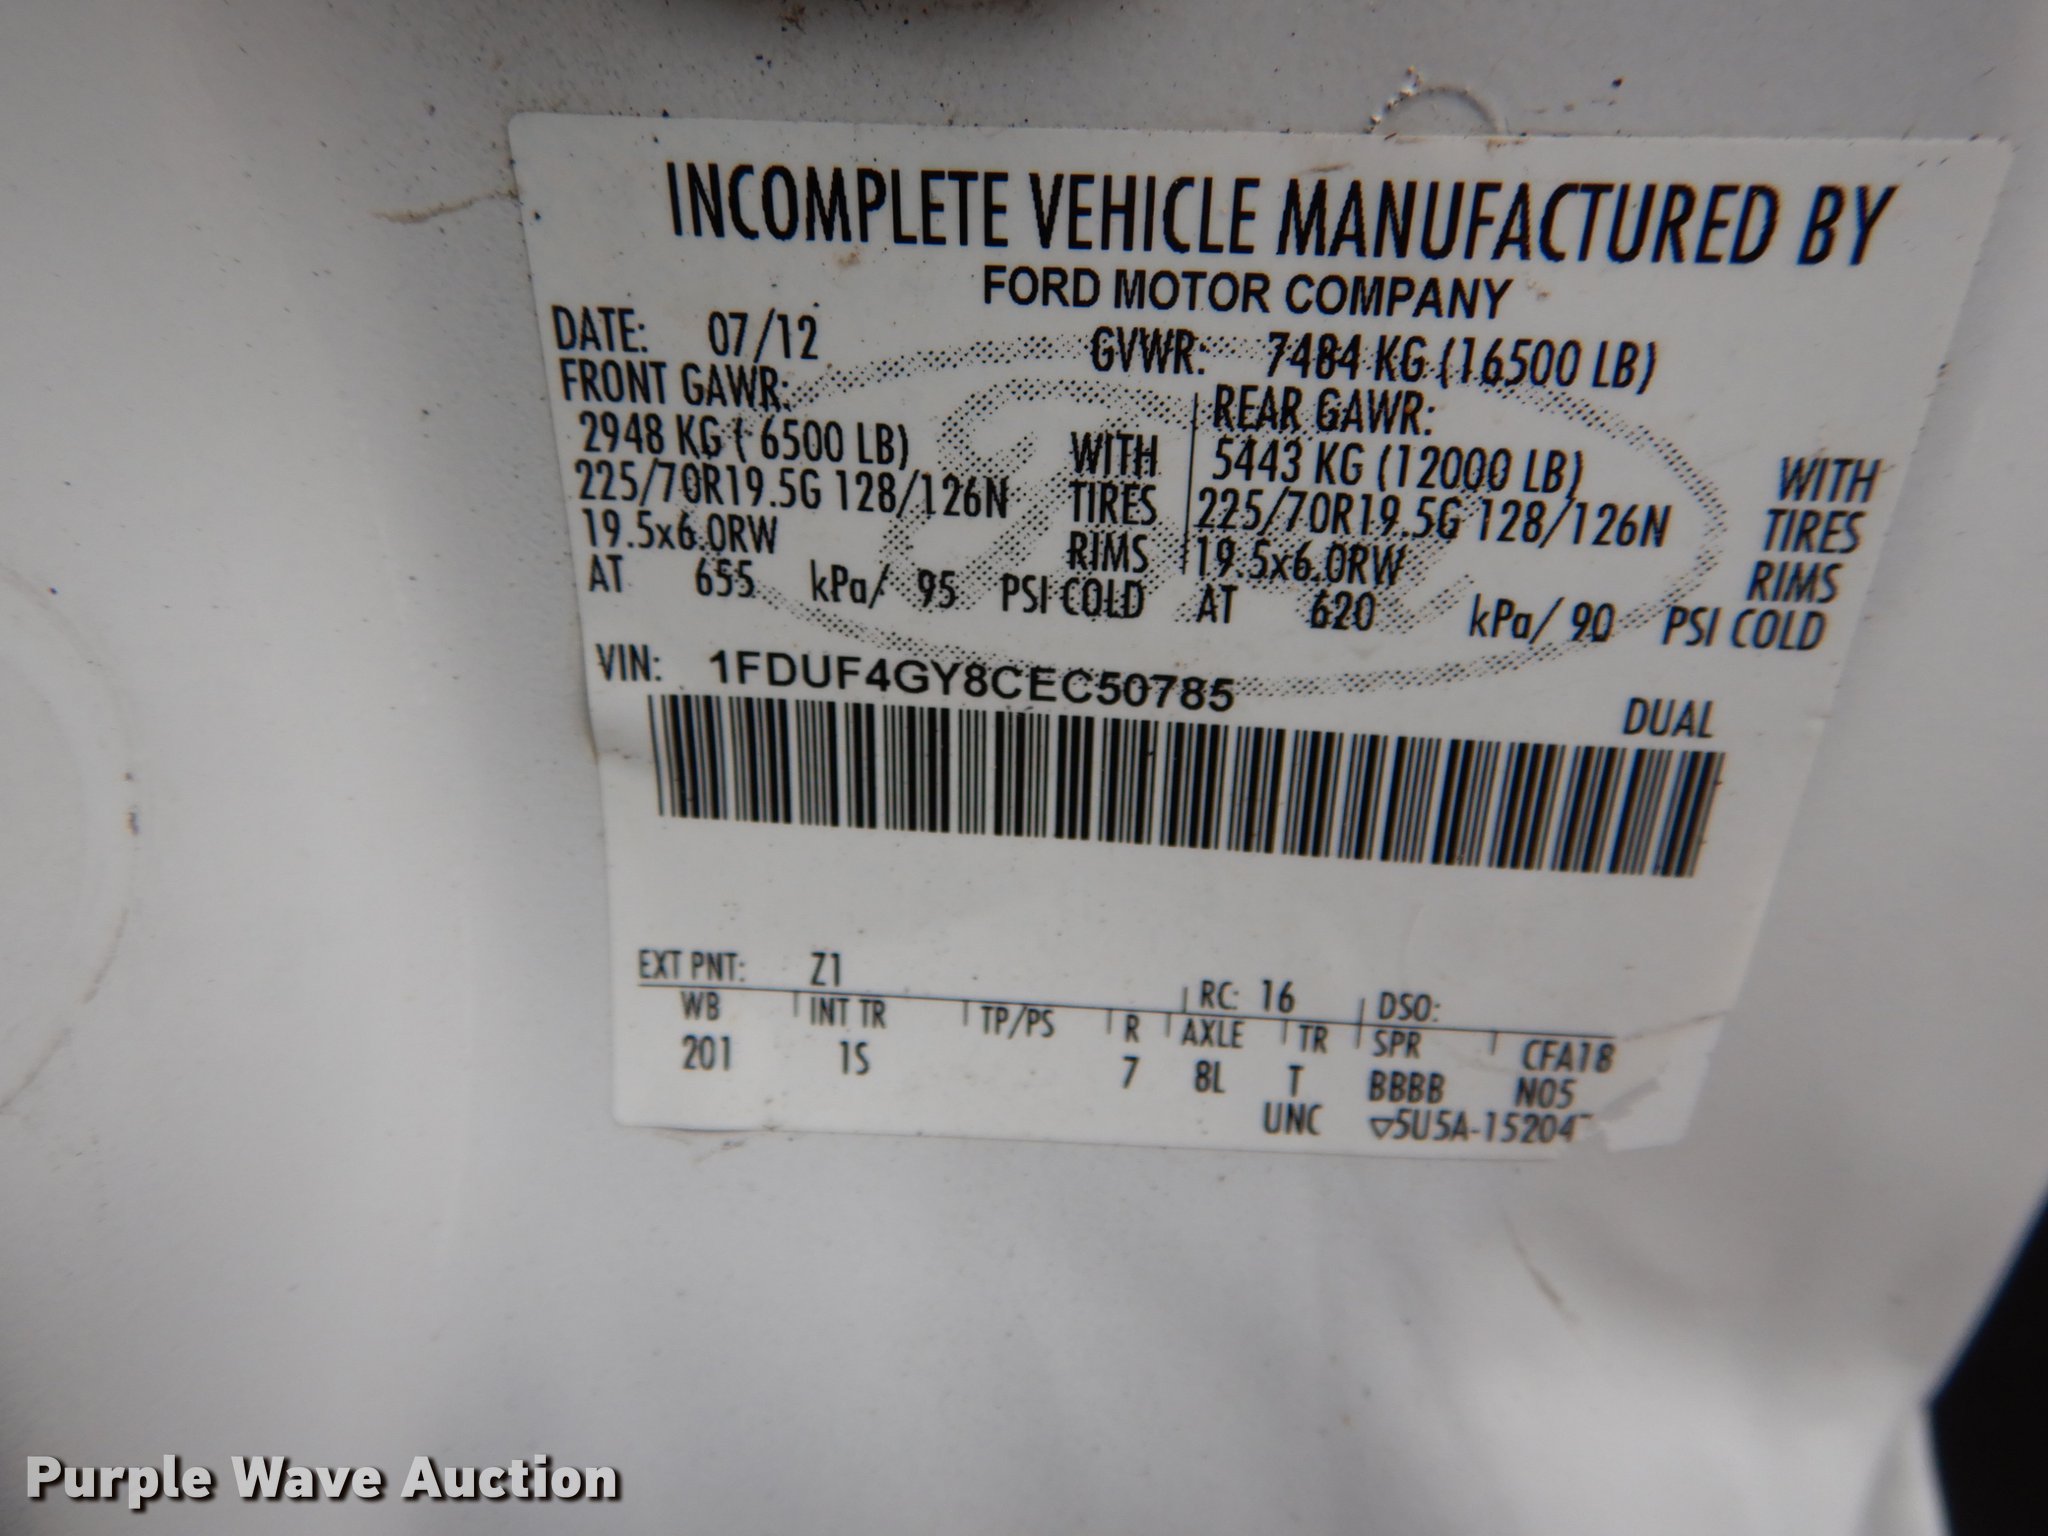 INCOMPLETE VEHICLE MANUFACTURED BY
FORD MOTOR COMPANY
DATE: 07/12 GVWR: 7484 KG (16500 LB)
FRONT GAWR: REAR GAWR:
2948 KG ( 6500 LB) WITH 5443 KG (12000 LB) WITH
225/70R19.5G 128/126N TIRES 225/70R19.5G 128/126N TIRES
19.5x6.0RW RIMS 19.5x6.0RW RIMS
AT 655 kPa/ 95 PSI COLD AT 620 kPa/ 90 PSI COLD
VIN: 1FDUF4GY8CEC50785
DUAL
EXT PNT: Z1 RC: 16 DSO:
WB INT TR TP/PS R AXLE TR SPR CFA18
201 1S 7 8L T BBBB N05
UNC ▽5U5A-15204
Purple Wave Auction